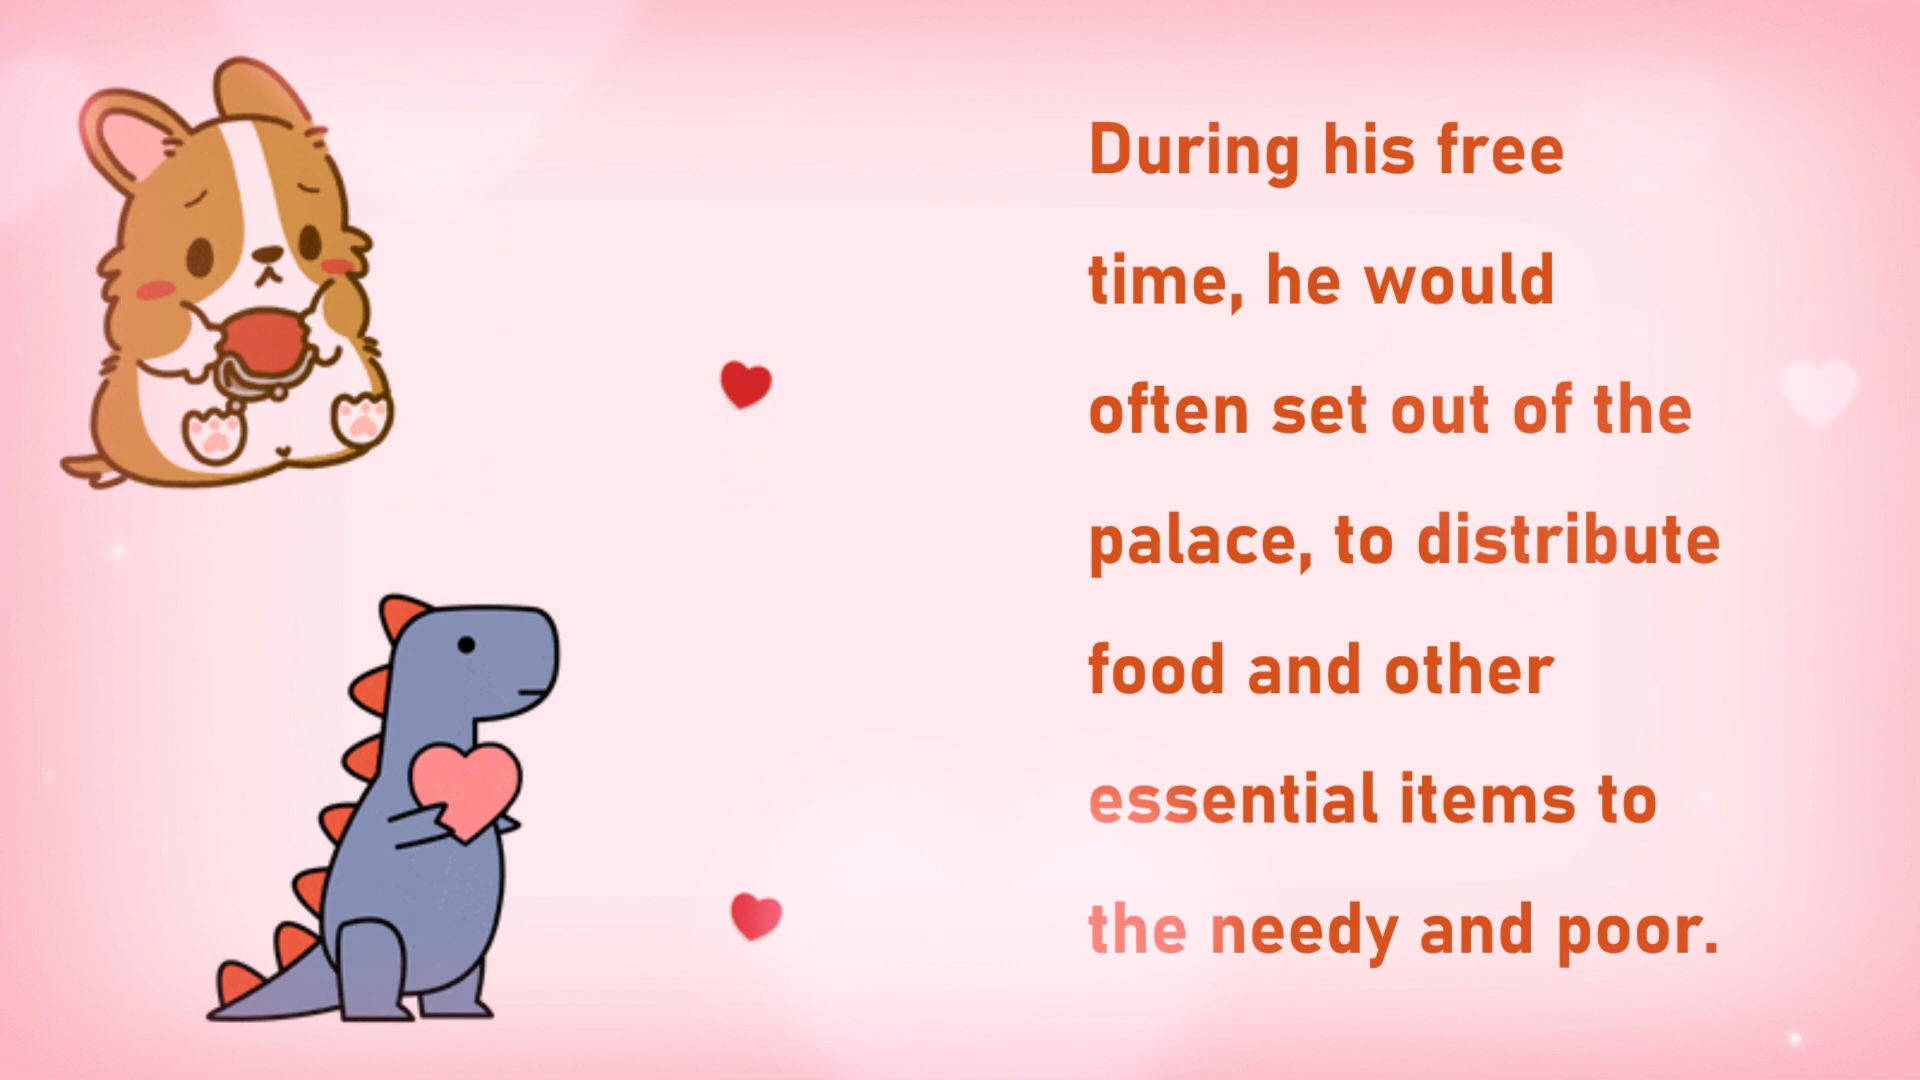 During his free
time, he would
often set out of the
palace, to distribute
food and other
essential items to
the needy and poor.